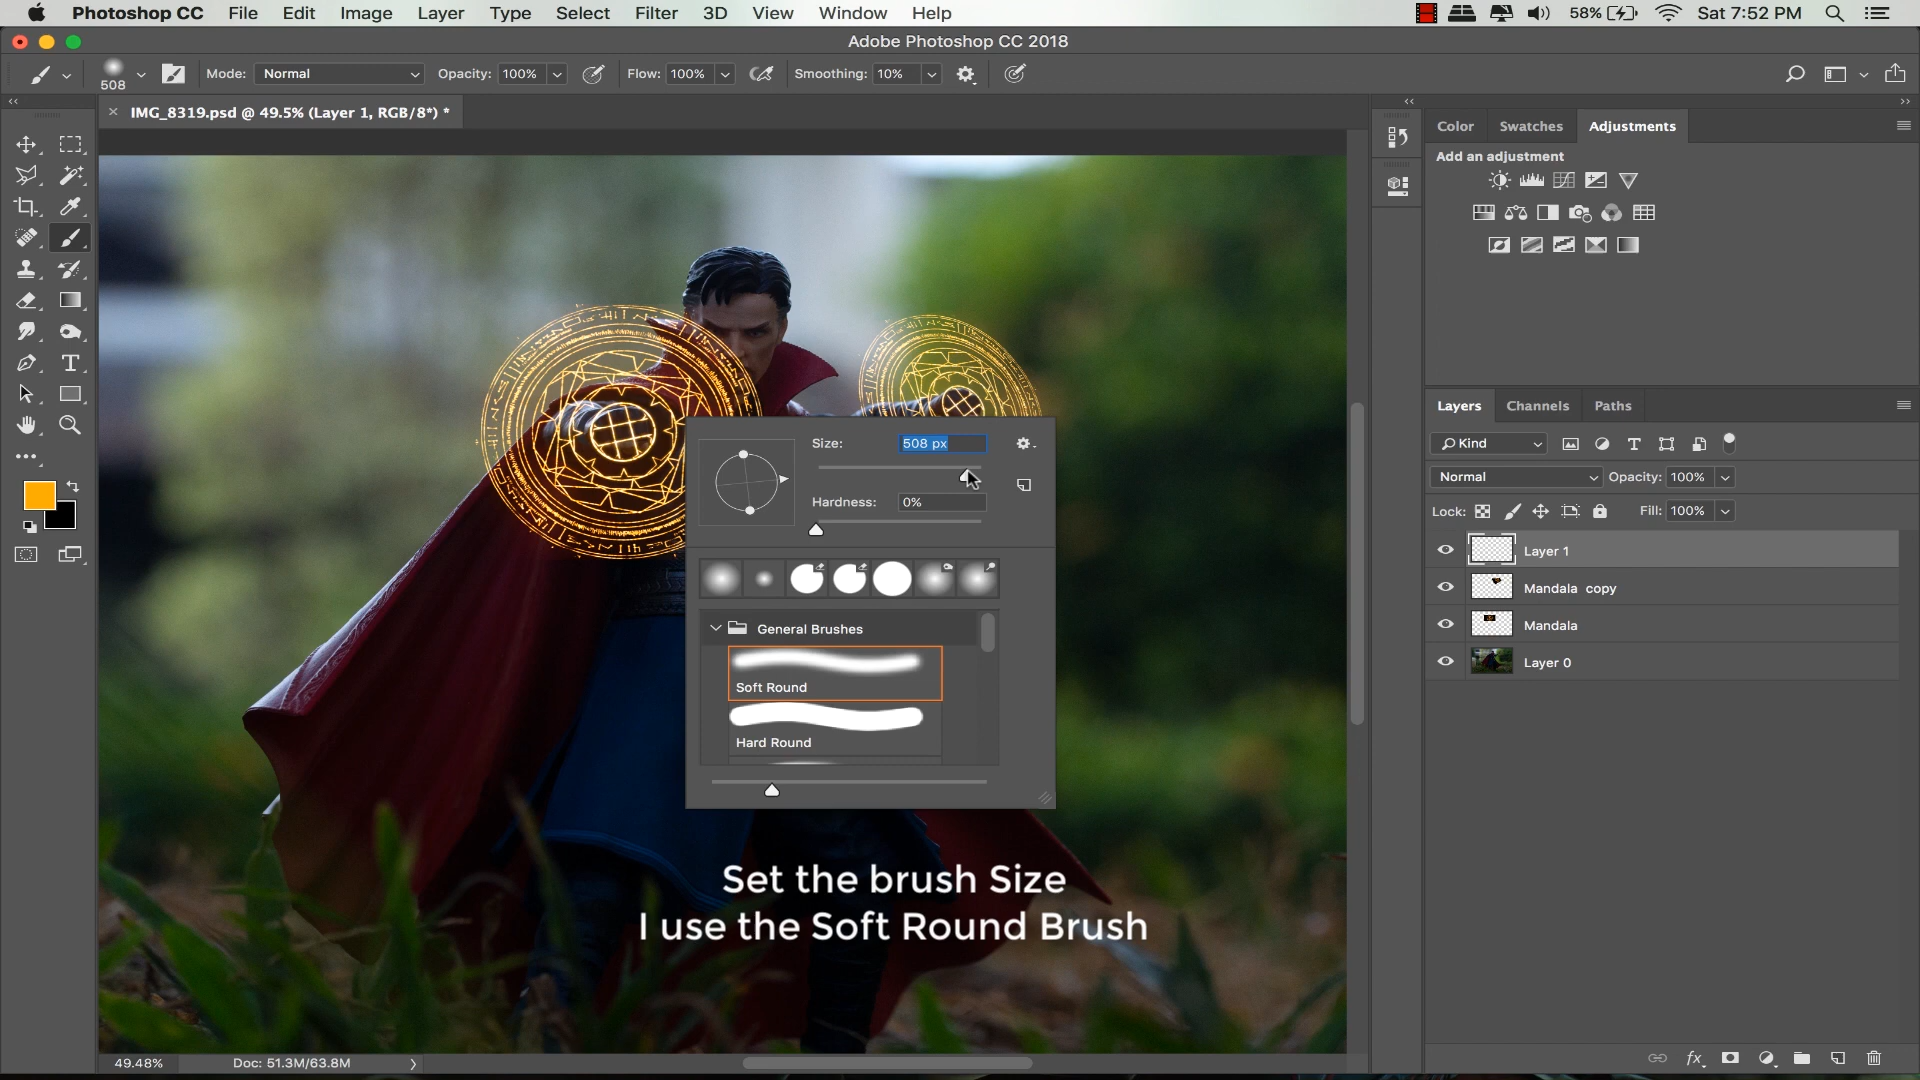 Photoshop CC File Edit Image Layer Type Select Filter 3D View Window Help
58% Sat 7:52 PM
Adobe Photoshop CC 2018
508 Mode: Normal Opacity: 100% Flow: 100% Smoothing: 10%
× IMG_8319.psd @ 49.5% (Layer 1, RGB/8*) *
Color Swatches Adjustments
Add an adjustment
Size: 508 px
Hardness: 0%
General Brushes
Soft Round
Hard Round
Layers Channels Paths
Kind
Normal Opacity: 100%
Lock: Fill: 100%
Layer 1
Mandala copy
Mandala
Layer 0
Set the brush Size
I use the Soft Round Brush
49.48% Doc: 51.3M/63.8M